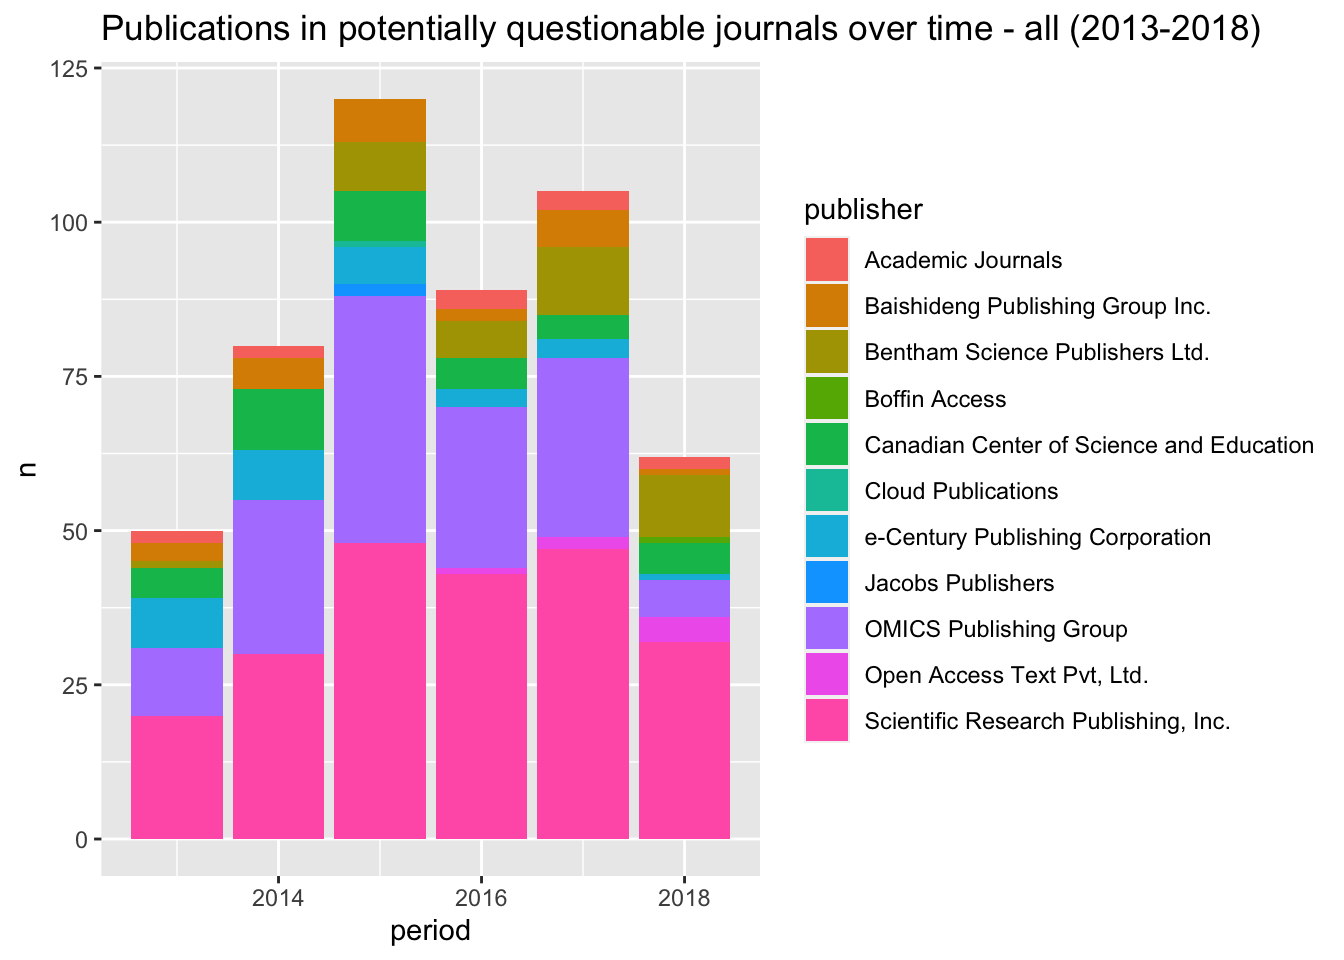 Publications in potentially questionable journals over time - all (2013-2018)
125
100
75
50
25
0
n
2014
2016
2018
period
publisher
Academic Journals
Baishideng Publishing Group Inc.
Bentham Science Publishers Ltd.
Boffin Access
Canadian Center of Science and Education
Cloud Publications
e-Century Publishing Corporation
Jacobs Publishers
OMICS Publishing Group
Open Access Text Pvt, Ltd.
Scientific Research Publishing, Inc.